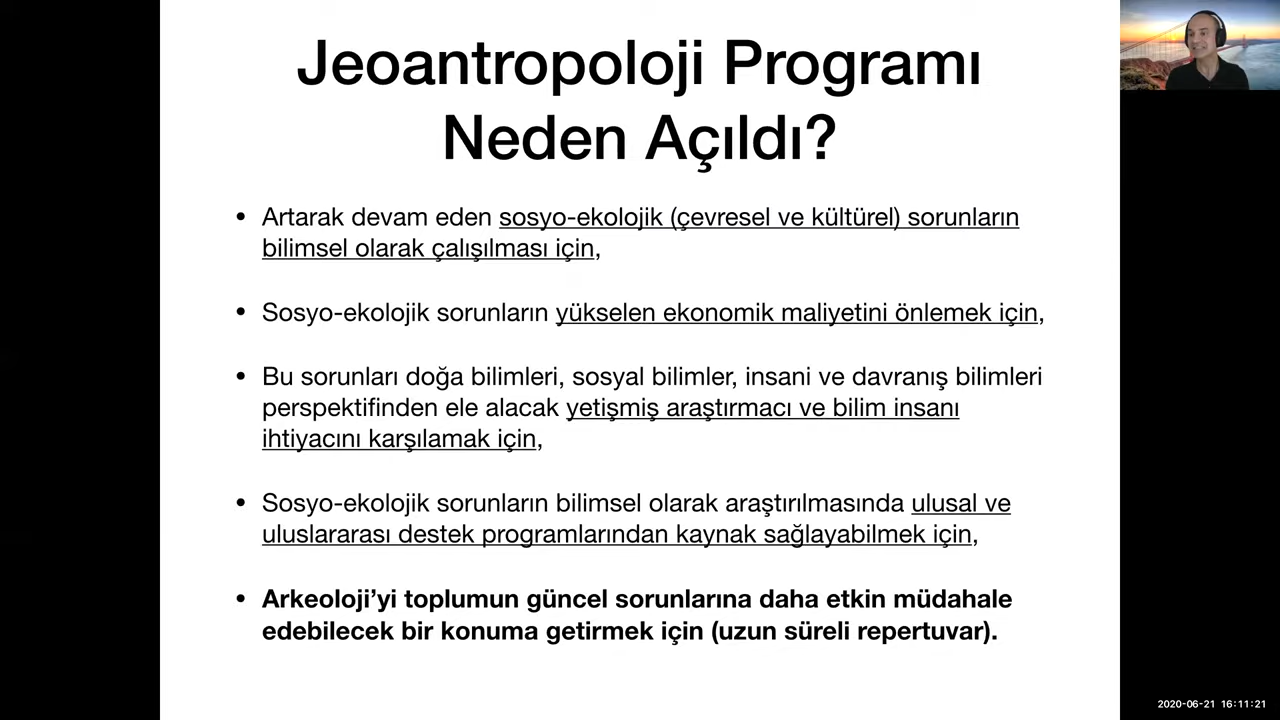 Jeoantropoloji Programı
Neden Açıldı?
• Artarak devam eden sosyo-ekolojik (çevresel ve kültürel) sorunların
bilimsel olarak çalışılması için,
• Sosyo-ekolojik sorunların yükselen ekonomik maliyetini önlemek için,
• Bu sorunları doğa bilimleri, sosyal bilimler, insani ve davranış bilimleri
perspektifinden ele alacak yetişmiş araştırmacı ve bilim insanı
ihtiyacını karşılamak için,
• Sosyo-ekolojik sorunların bilimsel olarak araştırılmasında ulusal ve
uluslararası destek programlarından kaynak sağlayabilmek için,
• Arkeoloji’yi toplumun güncel sorunlarına daha etkin müdahale
edebilecek bir konuma getirmek için (uzun süreli repertuvar).
2020-06-21 16:11:21